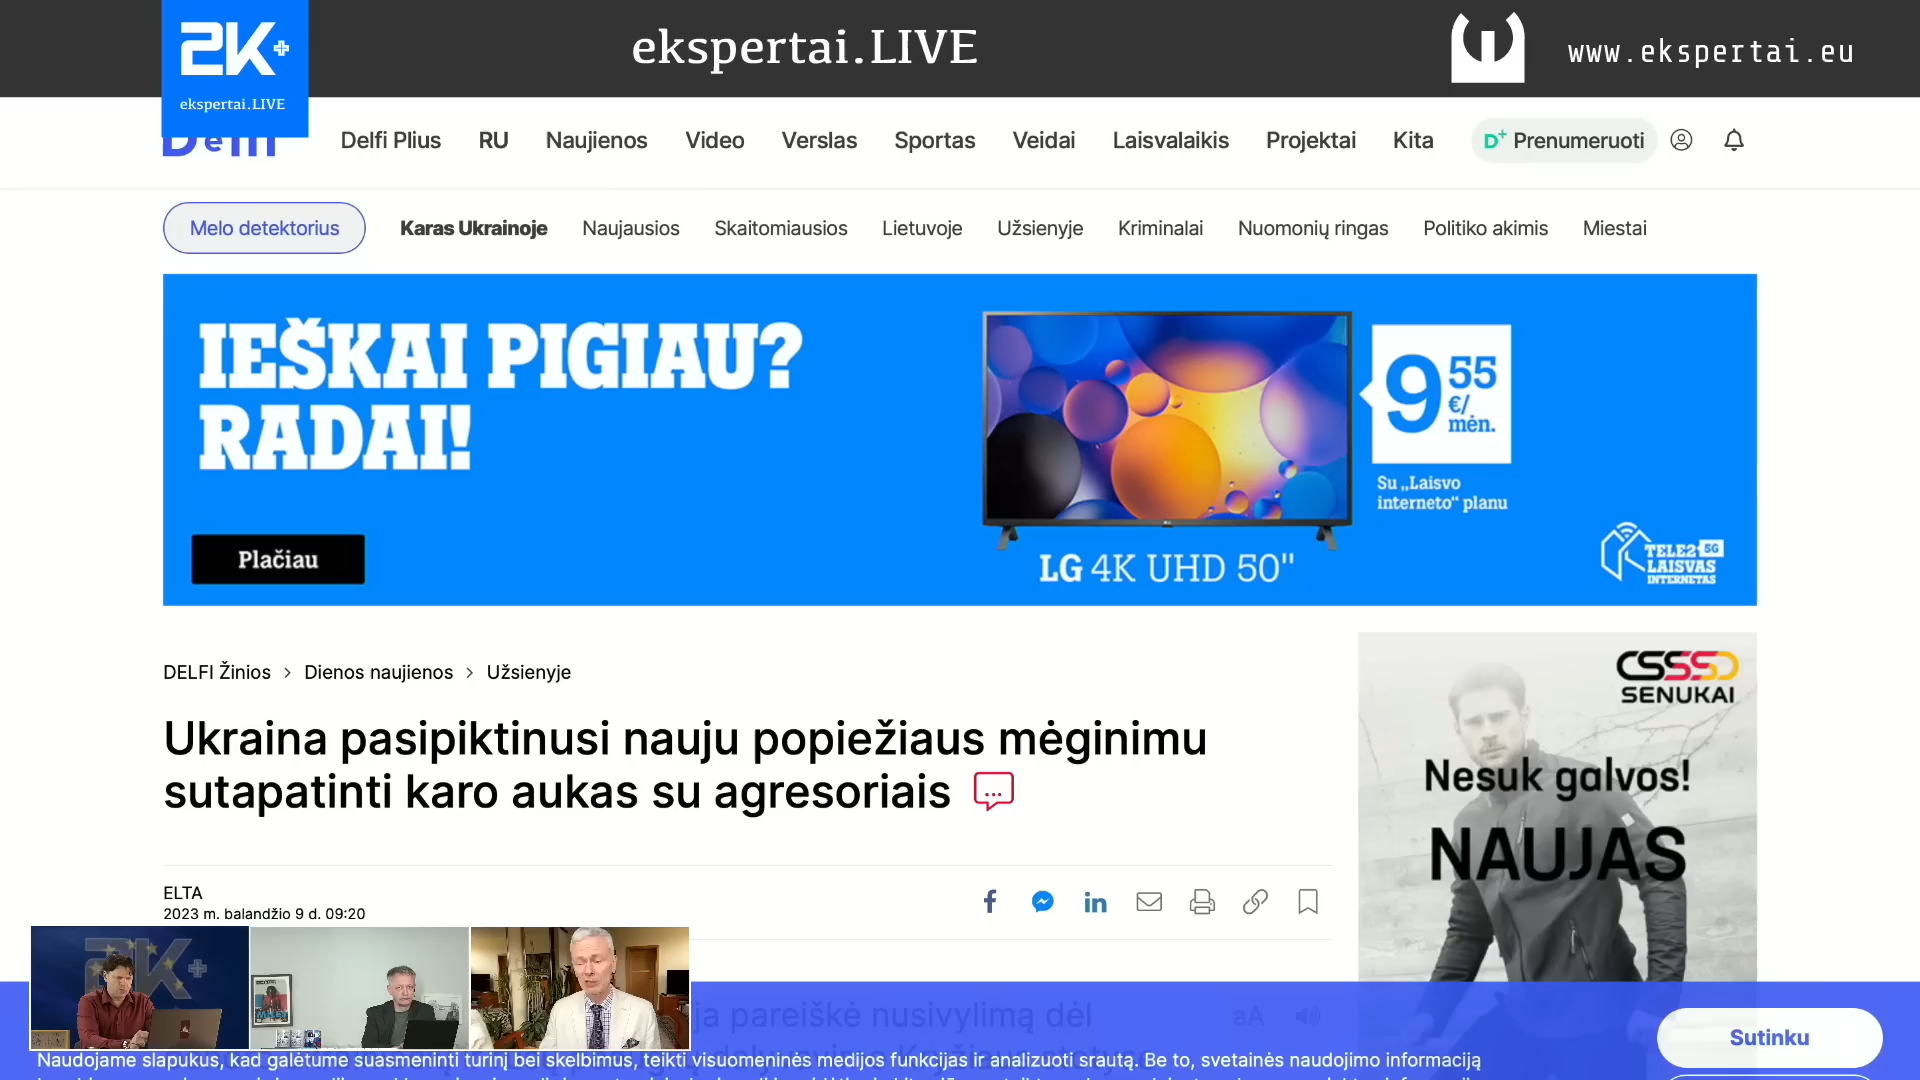 2K+
ekspertai.LIVE
ekspertai.LIVE
www.ekspertai.eu
Delfi Plius
RU
Naujienos
Video
Verslas
Sportas
Veidai
Laisvalaikis
Projektai
Kita
D+ Prenumeruoti
Melo detektorius
Karas Ukrainoje
Naujausios
Skaitomiausios
Lietuvoje
Užsienyje
Kriminalai
Nuomonių ringas
Politiko akimis
Miestai
IEŠKAI PIGIAU?
RADAI!
Plačiau
LG 4K UHD 50"
9 55
€/
mėn.
Su „Laisvo
interneto“ planu
TELE2 5G
LAISVAS
INTERNETAS
DELFI Žinios > Dienos naujienos > Užsienyje
Ukraina pasipiktinusi nauju popiežiaus mėginimu
sutapatinti karo aukas su agresoriais
ELTA
2023 m. balandžio 9 d. 09:20
SENUKAI
Nesuk galvos!
NAUJAS
pareiškė nusivylimą dėl
aA
Naudojame slapukus, kad galėtume suasmeninti turinį bei skelbimus, teikti visuomeninės medijos funkcijas ir analizuoti srautą. Be to, svetainės naudojimo informaciją
Sutinku